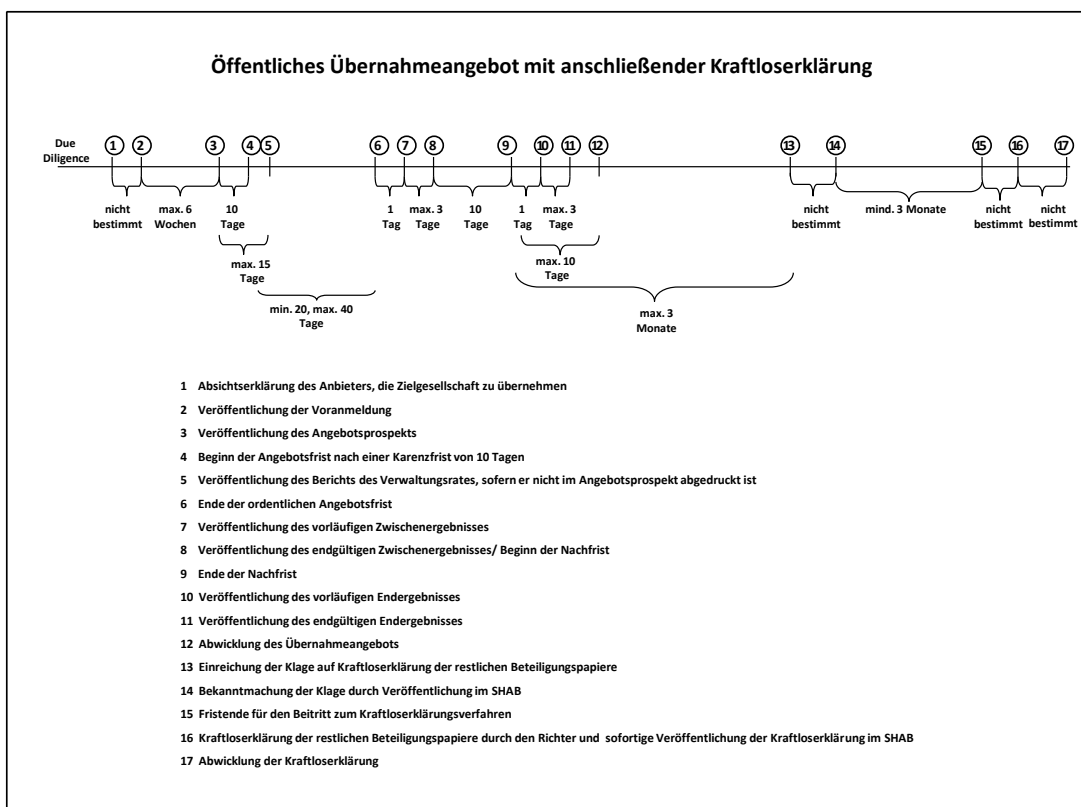 Öffentliches Übernahmeangebot mit anschließender Kraftloserklärung
Due
Diligence
1 2 3 4 5 6 7 8 9 10 11 12 13 14 15 16 17
nicht
bestimmt
max. 6
Wochen
10
Tage
1
Tag
max. 3
Tage
10
Tage
1
Tag
max. 3
Tage
nicht
bestimmt
mind. 3 Monate
nicht
bestimmt
nicht
bestimmt
max. 15
Tage
max. 10
Tage
min. 20, max. 40
Tage
max. 3
Monate
1 Absichtserklärung des Anbieters, die Zielgesellschaft zu übernehmen
2 Veröffentlichung der Voranmeldung
3 Veröffentlichung des Angebotsprospekts
4 Beginn der Angebotsfrist nach einer Karenzfrist von 10 Tagen
5 Veröffentlichung des Berichts des Verwaltungsrates, sofern er nicht im Angebotsprospekt abgedruckt ist
6 Ende der ordentlichen Angebotsfrist
7 Veröffentlichung des vorläufigen Zwischenergebnisses
8 Veröffentlichung des endgültigen Zwischenergebnisses/ Beginn der Nachfrist
9 Ende der Nachfrist
10 Veröffentlichung des vorläufigen Endergebnisses
11 Veröffentlichung des endgültigen Endergebnisses
12 Abwicklung des Übernahmeangebots
13 Einreichung der Klage auf Kraftloserklärung der restlichen Beteiligungspapiere
14 Bekanntmachung der Klage durch Veröffentlichung im SHAB
15 Fristende für den Beitritt zum Kraftloserklärungsverfahren
16 Kraftloserklärung der restlichen Beteiligungspapiere durch den Richter und sofortige Veröffentlichung der Kraftloserklärung im SHAB
17 Abwicklung der Kraftloserklärung